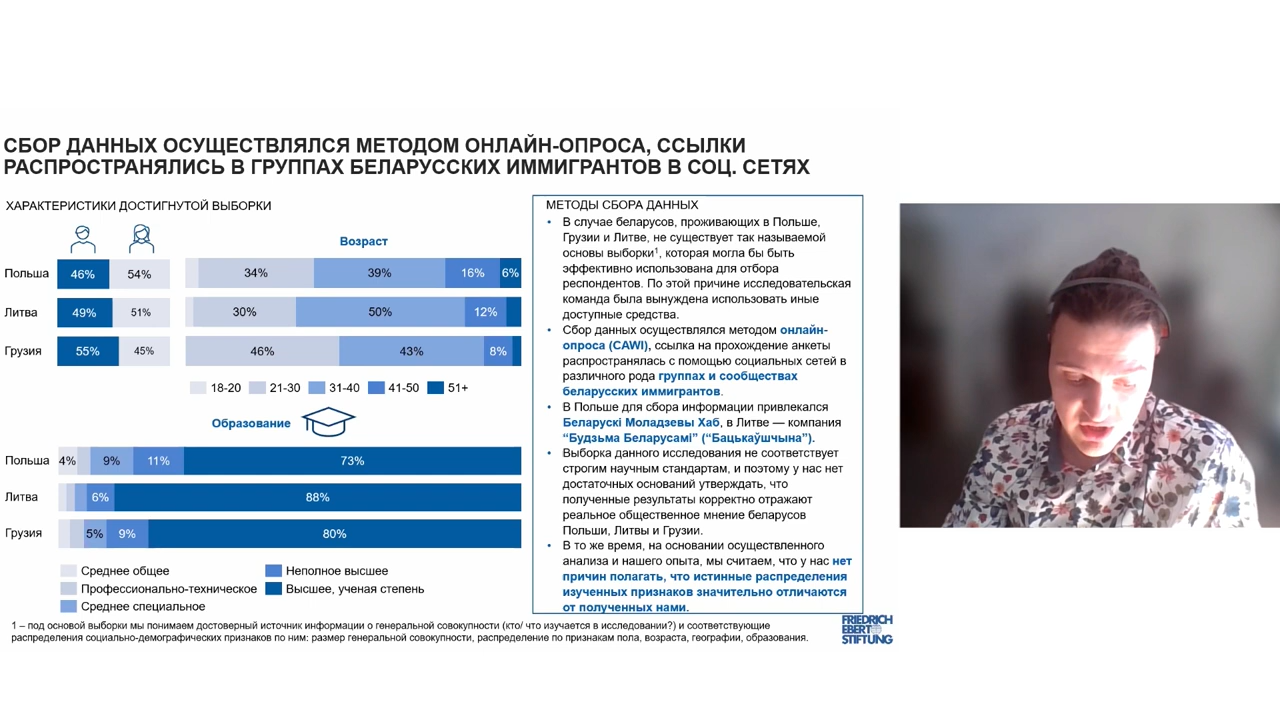 СБОР ДАННЫХ ОСУЩЕСТВЛЯЛСЯ МЕТОДОМ ОНЛАЙН-ОПРОСА, ССЫЛКИ
РАСПРОСТРАНЯЛИСЬ В ГРУППАХ БЕЛАРУССКИХ ИММИГРАНТОВ В СОЦ. СЕТЯХ
ХАРАКТЕРИСТИКИ ДОСТИГНУТОЙ ВЫБОРКИ
Возраст
Польша 46% 54% 34% 39% 16% 6%
Литва 49% 51% 30% 50% 12%
Грузия 55% 45% 46% 43% 8%
18-20 21-30 31-40 41-50 51+
Образование
Польша 4% 9% 11% 73%
Литва 6% 88%
Грузия 5% 9% 80%
Среднее общее
Профессионально-техническое
Среднее специальное
Неполное высшее
Высшее, ученая степень
МЕТОДЫ СБОРА ДАННЫХ
• В случае беларусов, проживающих в Польше,
Грузии и Литве, не существует так называемой
основы выборки¹, которая могла бы быть
эффективно использована для отбора
респондентов. По этой причине исследовательская
команда была вынуждена использовать иные
доступные средства.
• Сбор данных осуществлялся методом онлайн-
опроса (CAWI), ссылка на прохождение анкеты
распространялась с помощью социальных сетей в
различного рода группах и сообществах
беларусских иммигрантов.
• В Польше для сбора информации привлекался
Беларускі Моладзевы Хаб, в Литве — компания
“Будзьма Беларусамі” (“Бацькаўшчына”).
• Выборка данного исследования не соответствует
строгим научным стандартам, и поэтому у нас нет
достаточных оснований утверждать, что
полученные результаты корректно отражают
реальное общественное мнение беларусов
Польши, Литвы и Грузии.
• В то же время, на основании осуществленного
анализа и нашего опыта, мы считаем, что у нас нет
причин полагать, что истинные распределения
изученных признаков значительно отличаются
от полученных нами.
1 – под основой выборки мы понимаем достоверный источник информации о генеральной совокупности (кто/ что изучается в исследовании?) и соответствующие
распределения социально-демографических признаков по ним: размер генеральной совокупности, распределение по признакам пола, возраста, географии, образования.
FRIEDRICH
EBERT
STIFTUNG